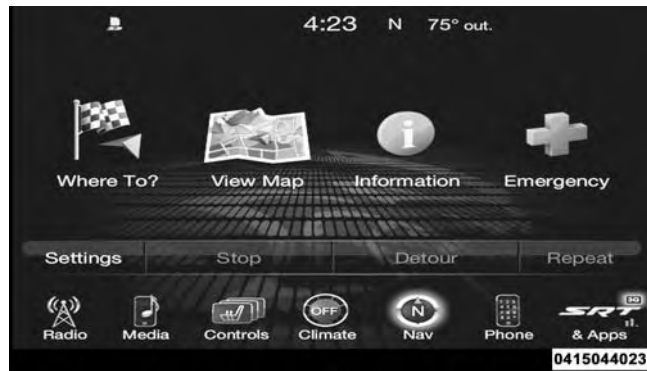 4:23 N 75° out.
Where To? View Map Information Emergency
Settings Stop Detour Repeat
OFF N 3G
SRT
Radio Media Controls Climate Nav Phone & Apps
0415044023